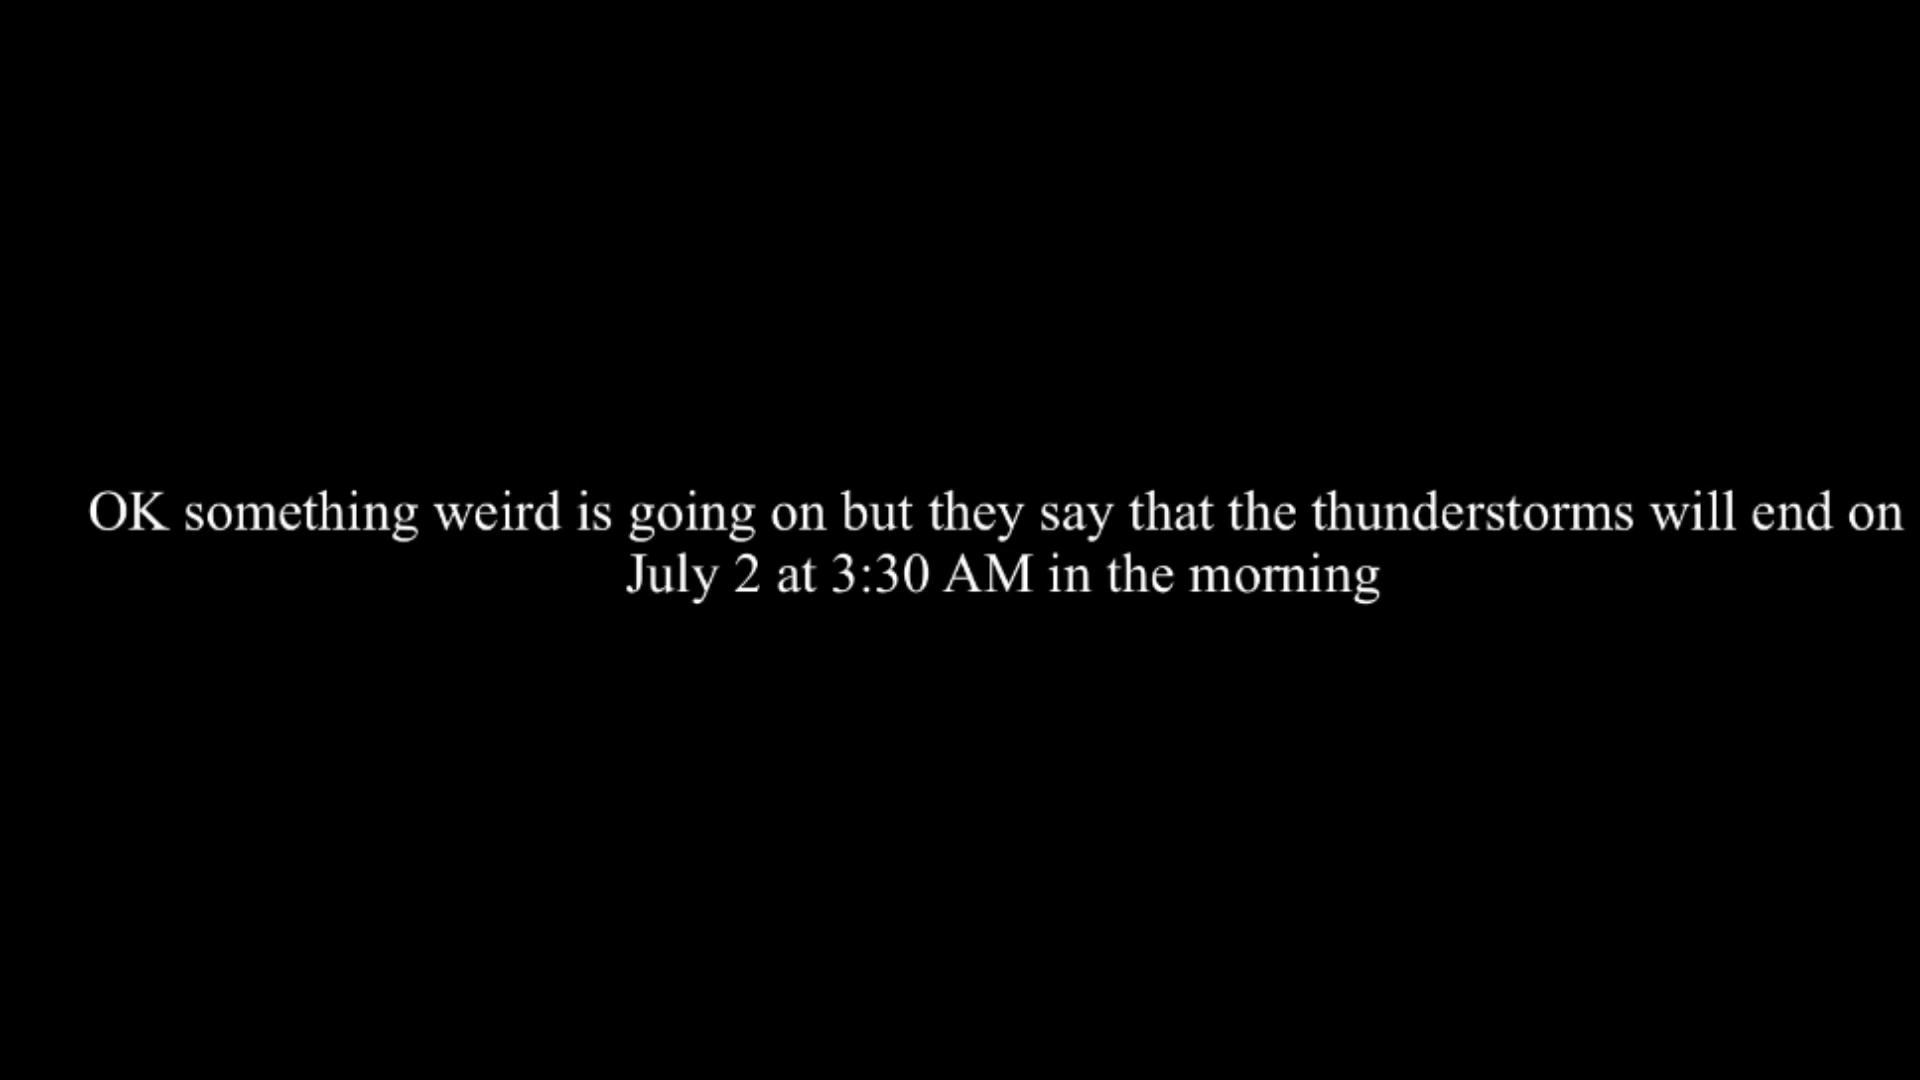 OK something weird is going on but they say that the thunderstorms will end on
July 2 at 3:30 AM in the morning